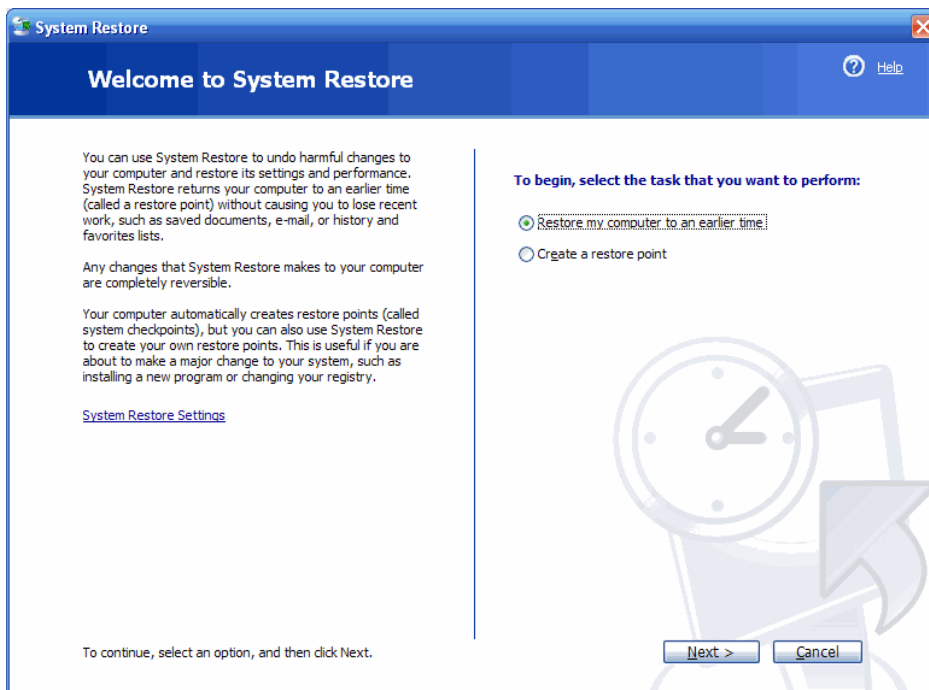 System Restore
Welcome to System Restore
Help
You can use System Restore to undo harmful changes to
your computer and restore its settings and performance.
System Restore returns your computer to an earlier time
(called a restore point) without causing you to lose recent
work, such as saved documents, e-mail, or history and
favorites lists.
Any changes that System Restore makes to your computer
are completely reversible.
Your computer automatically creates restore points (called
system checkpoints), but you can also use System Restore
to create your own restore points. This is useful if you are
about to make a major change to your system, such as
installing a new program or changing your registry.
System Restore Settings
To begin, select the task that you want to perform:
Restore my computer to an earlier time
Create a restore point
To continue, select an option, and then click Next.
Next >
Cancel